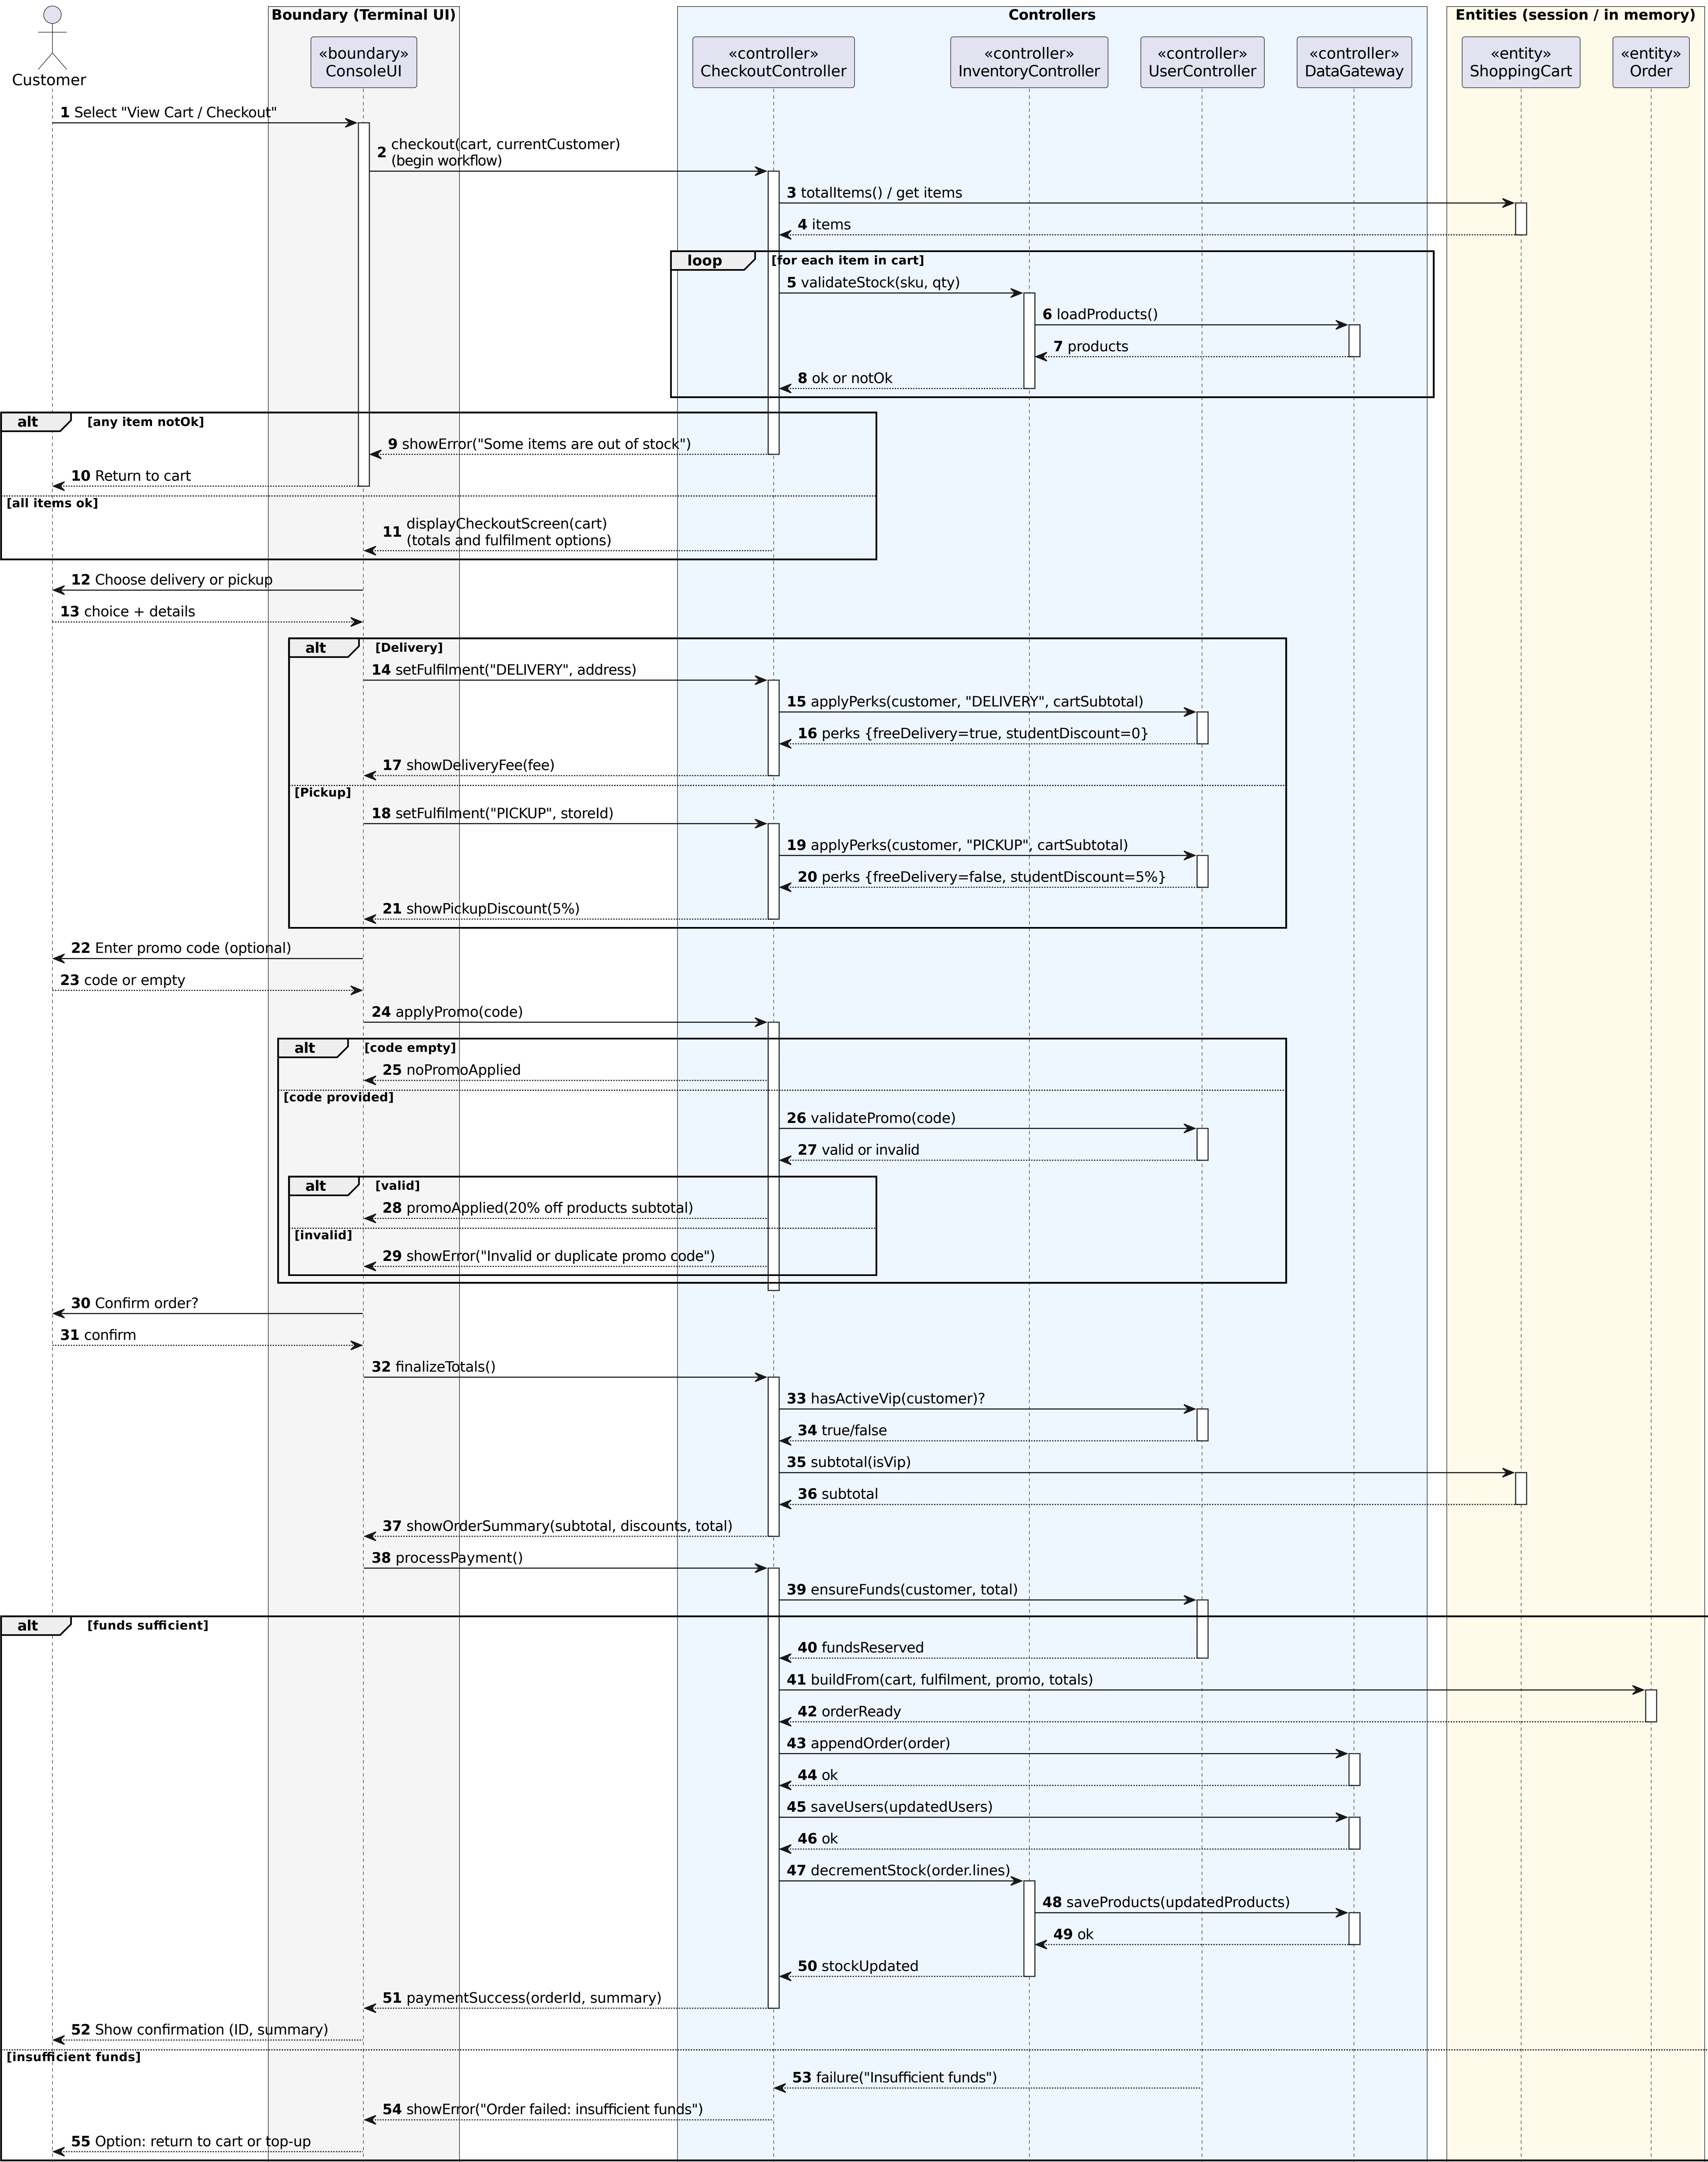 Boundary (Terminal UI)
Controllers
Entities (session / in memory)
Customer
«boundary»
ConsoleUI
«controller»
CheckoutController
«controller»
InventoryController
«controller»
UserController
«controller»
DataGateway
«entity»
ShoppingCart
«entity»
Order
1 Select "View Cart / Checkout"
2 checkout(cart, currentCustomer)
(begin workflow)
3 totalItems() / get items
4 items
loop [for each item in cart]
5 validateStock(sku, qty)
6 loadProducts()
7 products
8 ok or notOk
alt [any item notOk]
9 showError("Some items are out of stock")
10 Return to cart
[all items ok]
11 displayCheckoutScreen(cart)
(totals and fulfilment options)
12 Choose delivery or pickup
13 choice + details
alt [Delivery]
14 setFulfilment("DELIVERY", address)
15 applyPerks(customer, "DELIVERY", cartSubtotal)
16 perks {freeDelivery=true, studentDiscount=0}
17 showDeliveryFee(fee)
[Pickup]
18 setFulfilment("PICKUP", storeId)
19 applyPerks(customer, "PICKUP", cartSubtotal)
20 perks {freeDelivery=false, studentDiscount=5%}
21 showPickupDiscount(5%)
22 Enter promo code (optional)
23 code or empty
24 applyPromo(code)
alt [code empty]
25 noPromoApplied
[code provided]
26 validatePromo(code)
27 valid or invalid
alt [valid]
28 promoApplied(20% off products subtotal)
[invalid]
29 showError("Invalid or duplicate promo code")
30 Confirm order?
31 confirm
32 finalizeTotals()
33 hasActiveVip(customer)?
34 true/false
35 subtotal(isVip)
36 subtotal
37 showOrderSummary(subtotal, discounts, total)
38 processPayment()
39 ensureFunds(customer, total)
alt [funds sufficient]
40 fundsReserved
41 buildFrom(cart, fulfilment, promo, totals)
42 orderReady
43 appendOrder(order)
44 ok
45 saveUsers(updatedUsers)
46 ok
47 decrementStock(order.lines)
48 saveProducts(updatedProducts)
49 ok
50 stockUpdated
51 paymentSuccess(orderId, summary)
52 Show confirmation (ID, summary)
[insufficient funds]
53 failure("Insufficient funds")
54 showError("Order failed: insufficient funds")
55 Option: return to cart or top-up